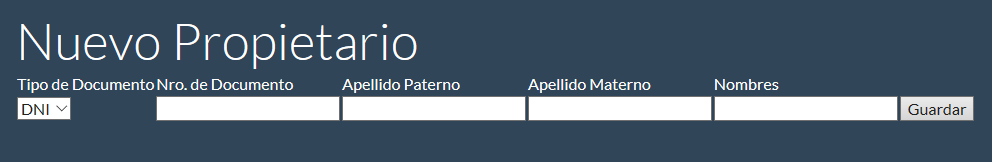 Nuevo Propietario
Tipo de Documento Nro. de Documento Apellido Paterno Apellido Materno Nombres
DNI Guardar